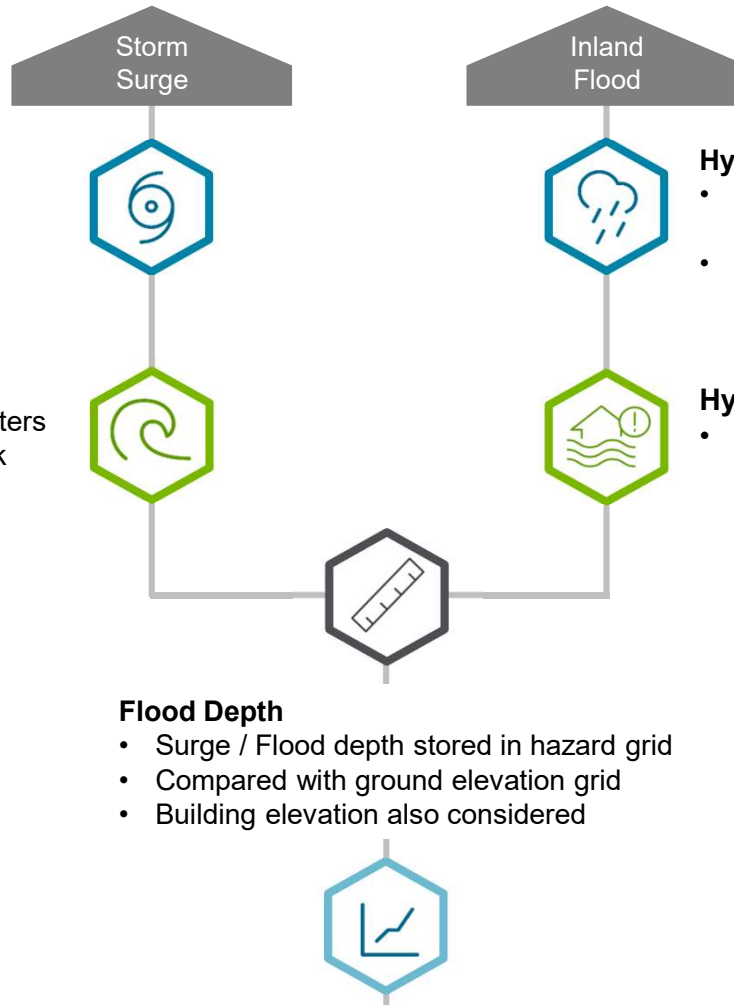 Storm
Surge
Inland
Flood
Hy
•
•
ters
k
Hy
•
Flood Depth
• Surge / Flood depth stored in hazard grid
• Compared with ground elevation grid
• Building elevation also considered